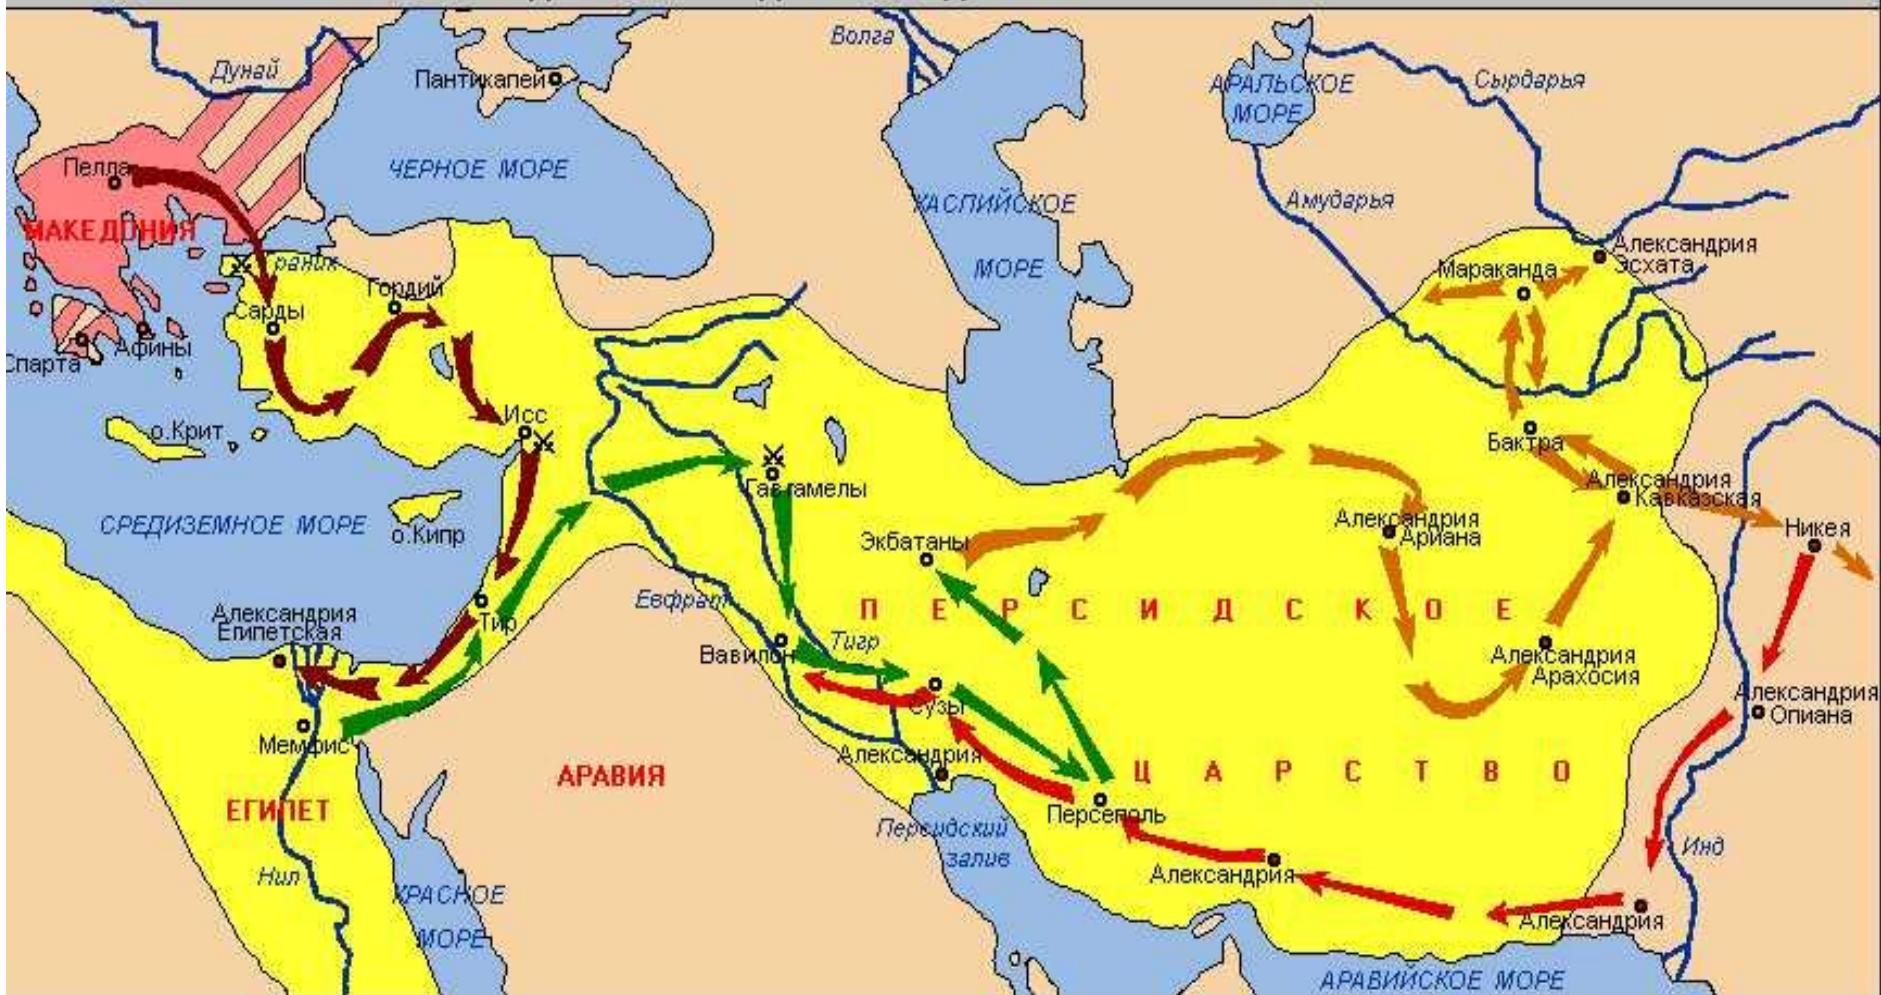 Волга
Дунай
Пантикапей
АРАЛЬСКОЕ
МОРЕ
Сырдарья
Пелла
ЧЕРНОЕ МОРЕ
КАСПИЙСКОЕ
МОРЕ
Амударья
МАКЕДОНИЯ
Граник
Александрия
Эсхата
Мараканда
Гордий
Сарды
Афины
Спарта
Исс
о.Крит
Бактра
Александрия
Кавказская
Гавгамелы
СРЕДИЗЕМНОЕ МОРЕ
о.Кипр
Экбатаны
Александрия
Ариана
Никея
Евфрат
ПЕРСИДСКОЕ
Александрия
Египетская
Тир
Вавилон
Тигр
Александрия
Арахосия
Сузы
Александрия
Опиана
Мемфис
Александрия
АРАВИЯ
ЦАРСТВО
ЕГИПЕТ
Персеполь
Персидский
залив
Инд
Нил
Александрия
КРАСНОЕ
МОРЕ
Александрия
АРАВИЙСКОЕ МОРЕ